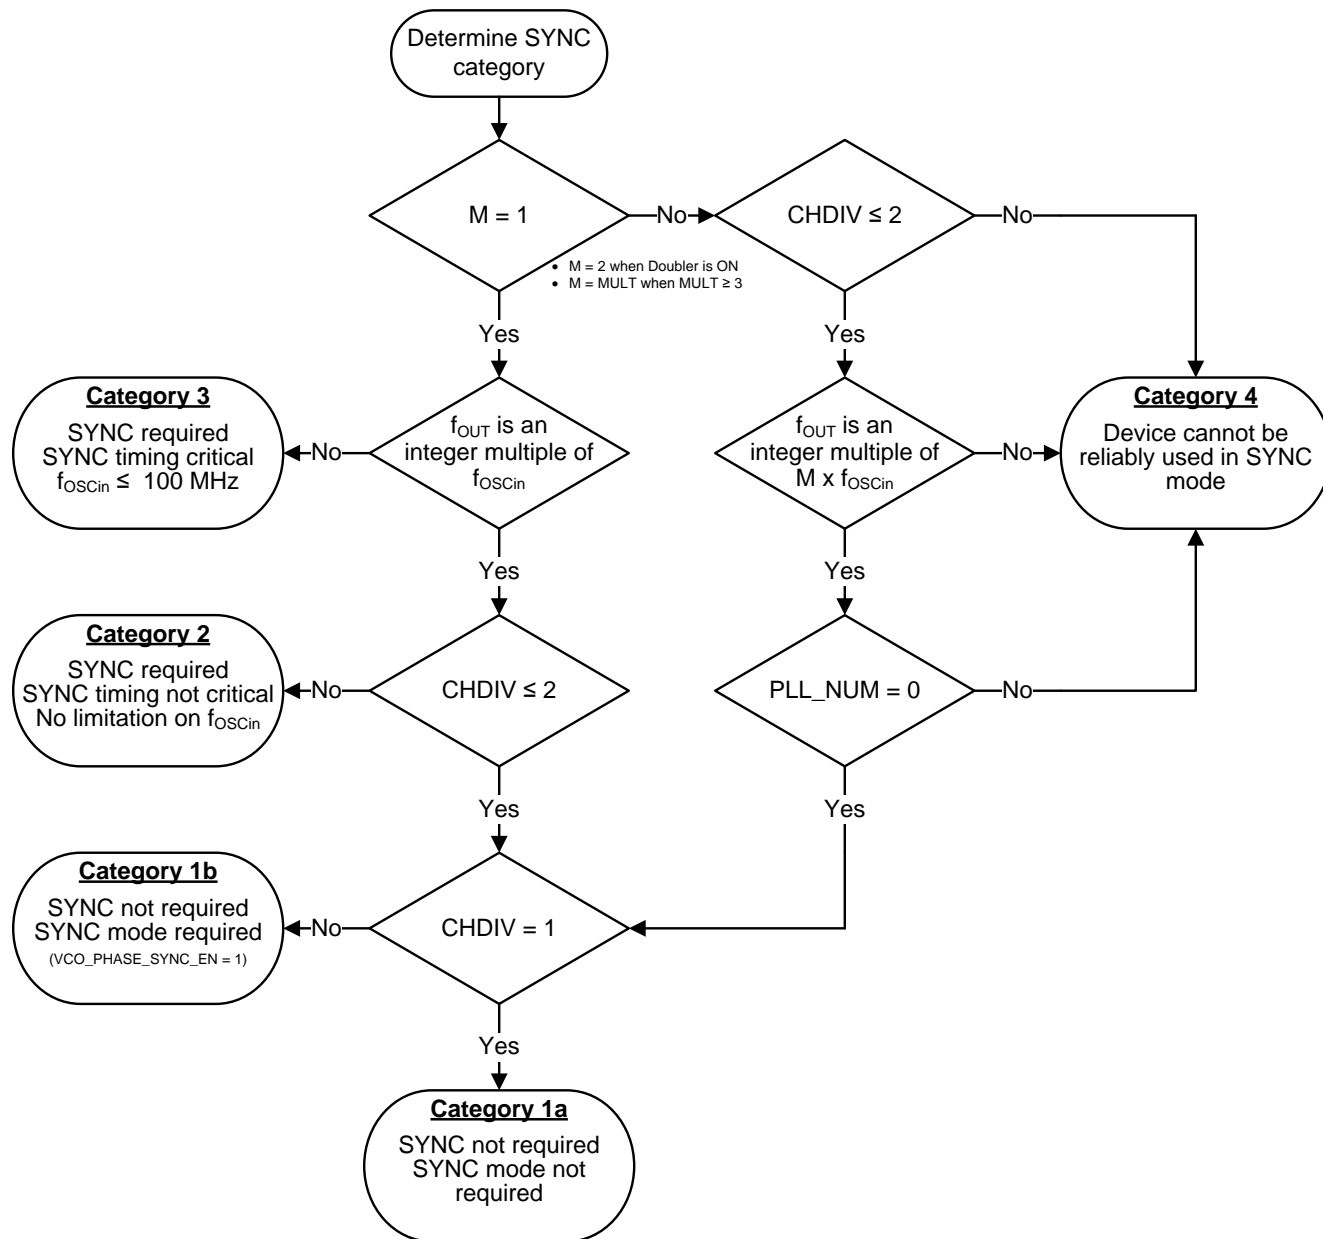 Determine SYNC
category
M = 1
No
CHDIV ≤ 2
No
• M = 2 when Doubler is ON
• M = MULT when MULT ≥ 3
Yes
Yes
Category 3
SYNC required
SYNC timing critical
fOSCin ≤ 100 MHz
No
fOUT is an
integer multiple of
fOSCin
fOUT is an
integer multiple of
M x fOSCin
No
Category 4
Device cannot be
reliably used in SYNC
mode
Yes
Yes
Category 2
SYNC required
SYNC timing not critical
No limitation on fOSCin
No
CHDIV ≤ 2
PLL_NUM = 0
No
Yes
Yes
Category 1b
SYNC not required
SYNC mode required
(VCO_PHASE_SYNC_EN = 1)
No
CHDIV = 1
Yes
Category 1a
SYNC not required
SYNC mode not
required